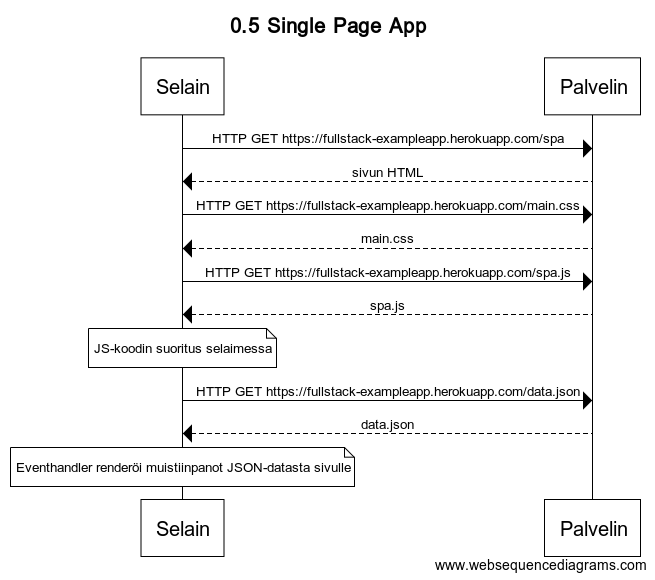 0.5 Single Page App
Selain
Palvelin
HTTP GET https://fullstack-exampleapp.herokuapp.com/spa
sivun HTML
HTTP GET https://fullstack-exampleapp.herokuapp.com/main.css
main.css
HTTP GET https://fullstack-exampleapp.herokuapp.com/spa.js
spa.js
JS-koodin suoritus selaimessa
HTTP GET https://fullstack-exampleapp.herokuapp.com/data.json
data.json
Eventhandler renderöi muistiinpanot JSON-datasta sivulle
Selain
Palvelin
www.websequencediagrams.com